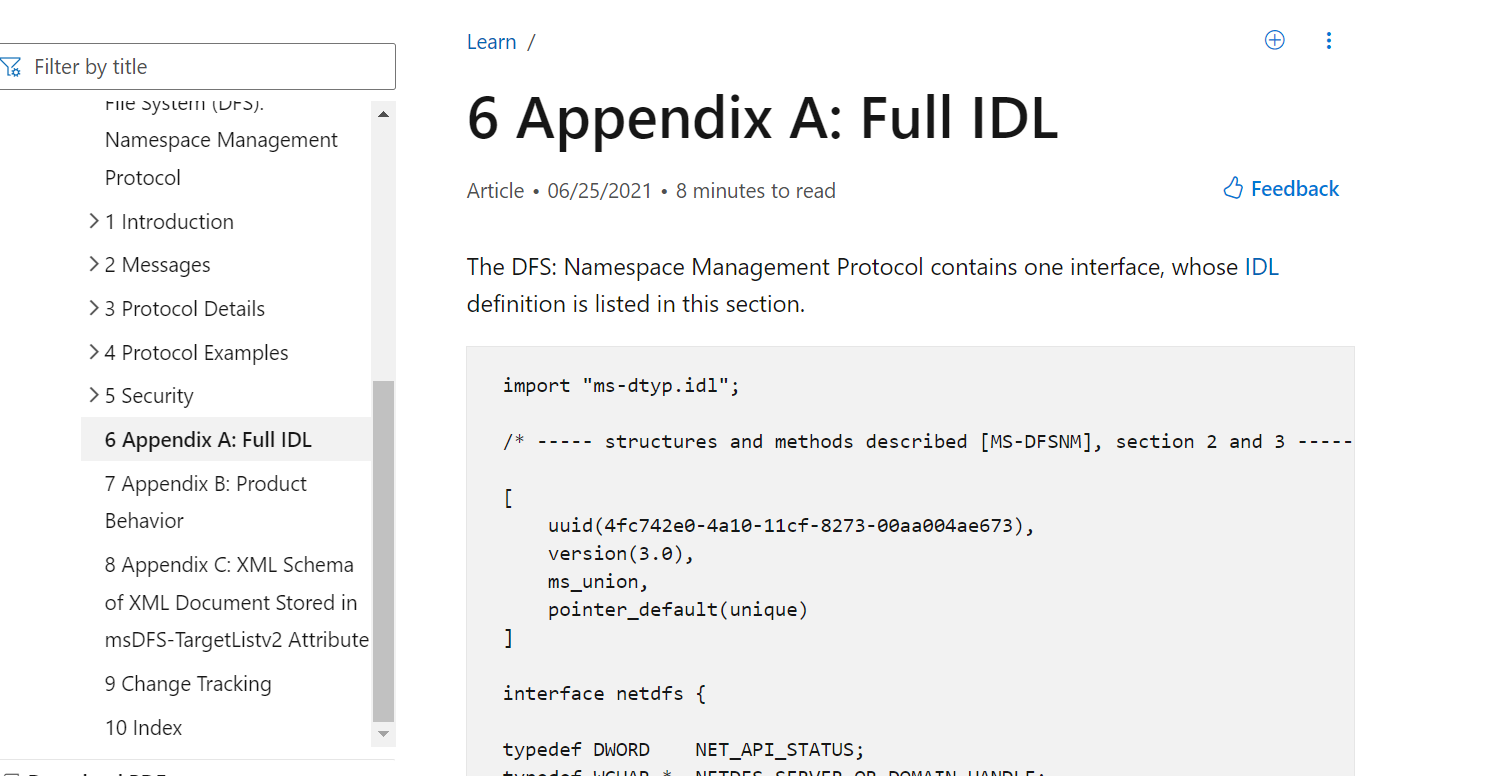 Filter by title
File System (DFS):
Namespace Management
Protocol
1 Introduction
2 Messages
3 Protocol Details
4 Protocol Examples
5 Security
6 Appendix A: Full IDL
7 Appendix B: Product
Behavior
8 Appendix C: XML Schema
of XML Document Stored in
msDFS-TargetListv2 Attribute
9 Change Tracking
10 Index
Learn /
6 Appendix A: Full IDL
Article • 06/25/2021 • 8 minutes to read
Feedback
The DFS: Namespace Management Protocol contains one interface, whose IDL
definition is listed in this section.
import "ms-dtyp.idl";
/* ----- structures and methods described [MS-DFSNM], section 2 and 3 -----
[
uuid(4fc742e0-4a10-11cf-8273-00aa004ae673),
version(3.0),
ms_union,
pointer_default(unique)
]
interface netdfs {
typedef DWORD    NET_API_STATUS;